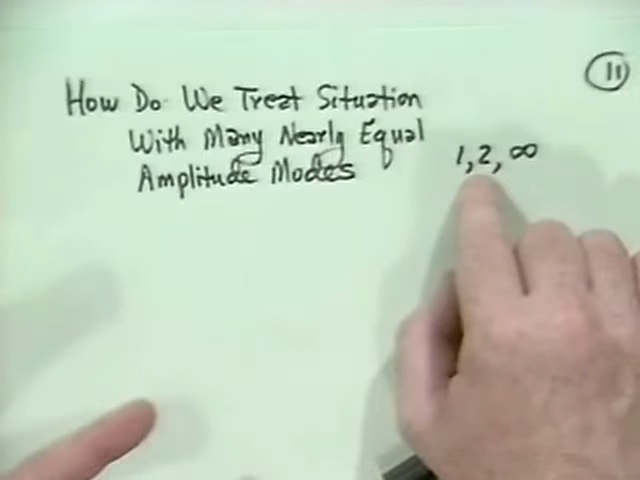 11
How Do We Treat Situation
With Many Nearly Equal
Amplitude Modes
1, 2, ∞